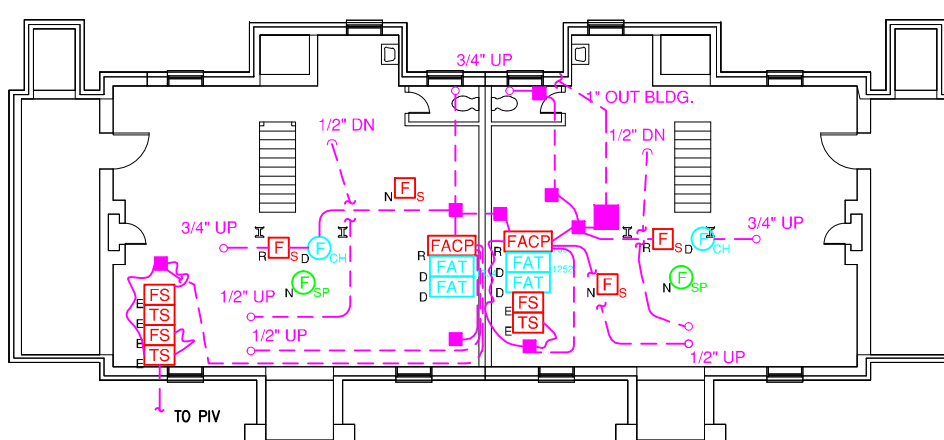 3/4" UP
1" OUT BLDG.
1/2" DN
1/2" DN
F
N S
3/4" UP
F
R S D
F
CH
FACP
R
FAT
D
FAT
D
FACP
R
FAT
D
FAT
D
1252
F
R S D
F
CH
3/4" UP
F
N SP
F
N S
F
N SP
1/2" UP
1/2" UP
FS
E
TS
E
FS
E
TS
E
FS
E
TS
E
1/2" UP
TO PIV